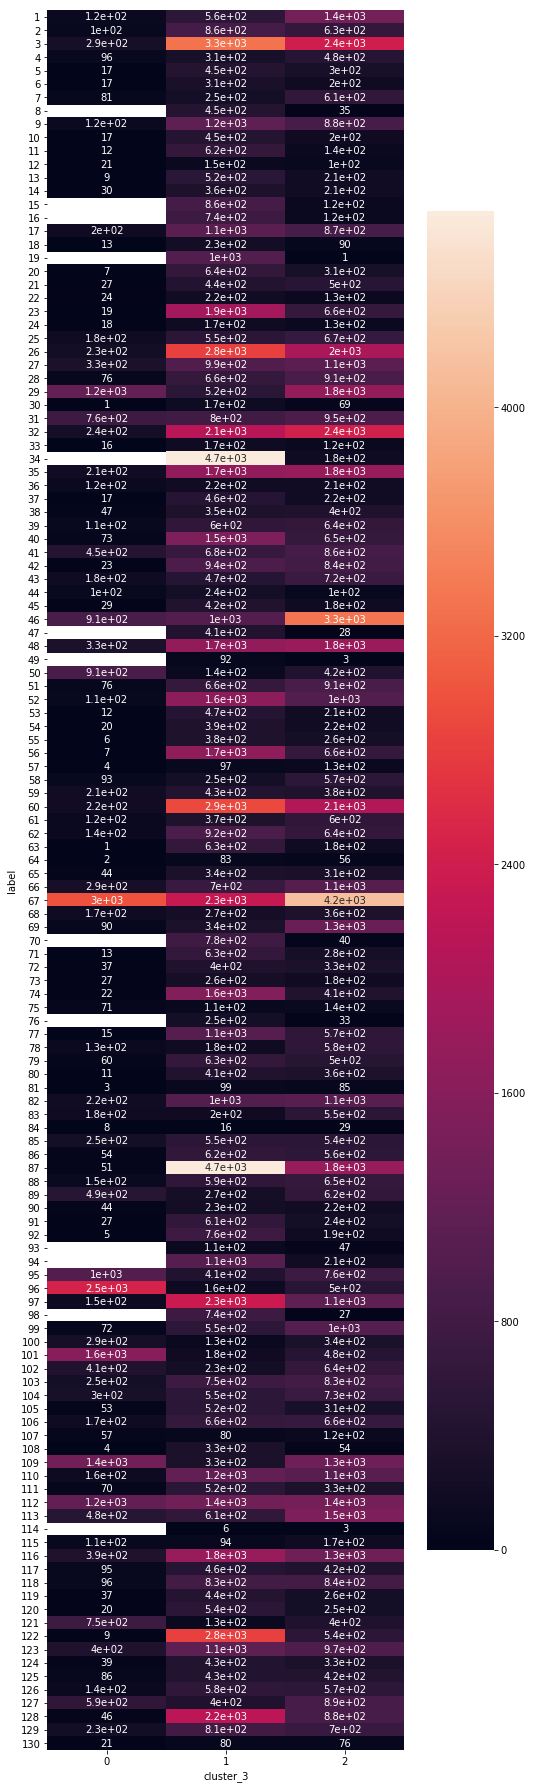 1 1.2e+02 5.6e+02 1.4e+03
2 1e+02 8.6e+02 6.3e+02
3 2.9e+02 3.3e+03 2.4e+03
4 96 3.1e+02 4.8e+02
5 17 4.5e+02 3e+02
6 17 3.1e+02 2e+02
7 81 2.5e+02 6.1e+02
8 4.5e+02 35
9 1.2e+02 1.2e+03 8.8e+02
10 17 4.5e+02 2e+02
11 12 6.2e+02 1.4e+02
12 21 1.5e+02 1e+02
13 9 5.2e+02 2.1e+02
14 30 3.6e+02 2.1e+02
15 8.6e+02 1.2e+02
16 7.4e+02 1.2e+02
17 2e+02 1.1e+03 8.7e+02
18 13 2.3e+02 90
19 1e+03 1
20 7 6.4e+02 3.1e+02
21 27 4.4e+02 5e+02
22 24 2.2e+02 1.3e+02
23 19 1.9e+03 6.6e+02
24 18 1.7e+02 1.3e+02
25 1.8e+02 5.5e+02 6.7e+02
26 2.3e+02 2.8e+03 2e+03
27 3.3e+02 9.9e+02 1.1e+03
28 76 6.6e+02 9.1e+02
29 1.2e+03 5.2e+02 1.8e+03
30 1 1.7e+02 69
31 7.6e+02 8e+02 9.5e+02
32 2.4e+02 2.1e+03 2.4e+03
33 16 1.7e+02 1.2e+02
34 4.7e+03 1.8e+02
35 2.1e+02 1.7e+03 1.8e+03
36 1.2e+02 2.2e+02 2.1e+02
37 17 4.6e+02 2.2e+02
38 47 3.5e+02 4e+02
39 1.1e+02 6e+02 6.4e+02
40 73 1.5e+03 6.5e+02
41 4.5e+02 6.8e+02 8.6e+02
42 23 9.4e+02 8.4e+02
43 1.8e+02 4.7e+02 7.2e+02
44 1e+02 2.4e+02 1e+02
45 29 4.2e+02 1.8e+02
46 9.1e+02 1e+03 3.3e+03
47 4.1e+02 28
48 3.3e+02 1.7e+03 1.8e+03
49 92 3
50 9.1e+02 1.4e+02 4.2e+02
51 76 6.6e+02 9.1e+02
52 1.1e+02 1.6e+03 1e+03
53 12 4.7e+02 2.1e+02
54 20 3.9e+02 2.2e+02
55 6 3.8e+02 2.6e+02
56 7 1.7e+03 6.6e+02
57 4 97 1.3e+02
58 93 2.5e+02 5.7e+02
59 2.1e+02 4.3e+02 3.8e+02
60 2.2e+02 2.9e+03 2.1e+03
61 1.2e+02 3.7e+02 6e+02
62 1.4e+02 9.2e+02 6.4e+02
63 1 6.3e+02 1.8e+02
64 2 83 56
65 44 3.4e+02 3.1e+02
66 2.9e+02 7e+02 1.1e+03
67 3e+03 2.3e+03 4.2e+03
68 1.7e+02 2.7e+02 3.6e+02
69 90 3.4e+02 1.3e+03
70 7.8e+02 40
71 13 6.3e+02 2.8e+02
72 37 4e+02 3.3e+02
73 27 2.6e+02 1.8e+02
74 22 1.6e+03 4.1e+02
75 71 1.1e+02 1.4e+02
76 2.5e+02 33
77 15 1.1e+03 5.7e+02
78 1.3e+02 1.8e+02 5.8e+02
79 60 6.3e+02 5e+02
80 11 4.1e+02 3.6e+02
81 3 99 85
82 2.2e+02 1e+03 1.1e+03
83 1.8e+02 2e+02 5.5e+02
84 8 16 29
85 2.5e+02 5.5e+02 5.4e+02
86 54 6.2e+02 5.6e+02
87 51 4.7e+03 1.8e+03
88 1.5e+02 5.9e+02 6.5e+02
89 4.9e+02 2.7e+02 6.2e+02
90 44 2.3e+02 2.2e+02
91 27 6.1e+02 2.4e+02
92 5 7.6e+02 1.9e+02
93 1.1e+02 47
94 1.1e+03 2.1e+02
95 1e+03 4.1e+02 7.6e+02
96 2.5e+03 1.6e+02 5e+02
97 1.5e+02 2.3e+03 1.1e+03
98 7.4e+02 27
99 72 5.5e+02 1e+03
100 2.9e+02 1.3e+02 3.4e+02
101 1.6e+03 1.8e+02 4.8e+02
102 4.1e+02 2.3e+02 6.4e+02
103 2.5e+02 7.5e+02 8.3e+02
104 3e+02 5.5e+02 7.3e+02
105 53 5.2e+02 3.1e+02
106 1.7e+02 6.6e+02 6.6e+02
107 57 80 1.2e+02
108 4 3.3e+02 54
109 1.4e+03 3.3e+02 1.3e+03
110 1.6e+02 1.2e+03 1.1e+03
111 70 5.2e+02 3.3e+02
112 1.2e+03 1.4e+03 1.4e+03
113 4.8e+02 6.1e+02 1.5e+03
114 6 3
115 1.1e+02 94 1.7e+02
116 3.9e+02 1.8e+03 1.3e+03
117 95 4.6e+02 4.2e+02
118 96 8.3e+02 8.4e+02
119 37 4.4e+02 2.6e+02
120 20 5.4e+02 2.5e+02
121 7.5e+02 1.3e+02 4e+02
122 9 2.8e+03 5.4e+02
123 4e+02 1.1e+03 9.7e+02
124 39 4.3e+02 3.3e+02
125 86 4.3e+02 4.2e+02
126 1.4e+02 5.8e+02 5.7e+02
127 5.9e+02 4e+02 8.9e+02
128 46 2.2e+03 8.8e+02
129 2.3e+02 8.1e+02 7e+02
130 21 80 76
0 1 2
cluster_3
label
4000
3200
2400
1600
800
0